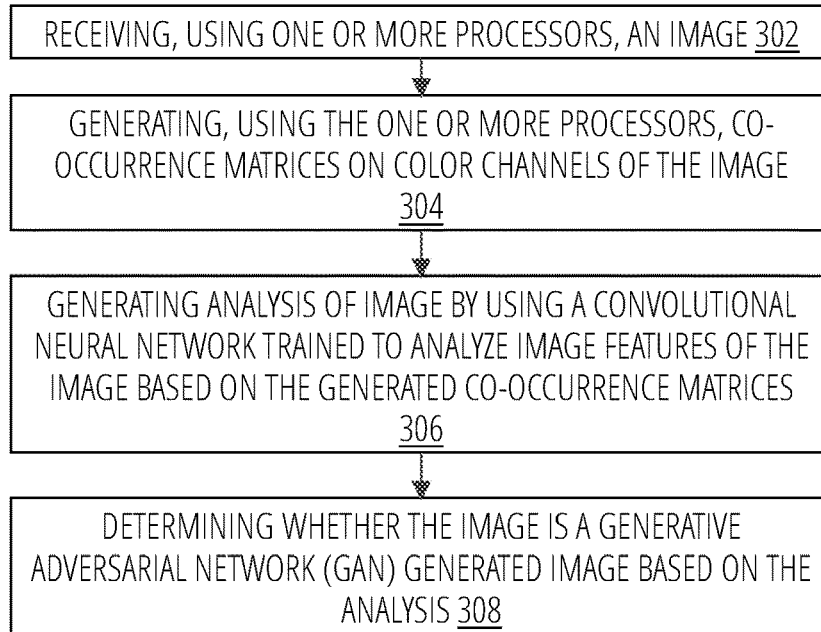 RECEIVING, USING ONE OR MORE PROCESSORS, AN IMAGE 302
GENERATING, USING THE ONE OR MORE PROCESSORS, CO-
OCCURRENCE MATRICES ON COLOR CHANNELS OF THE IMAGE
304
GENERATING ANALYSIS OF IMAGE BY USING A CONVOLUTIONAL
NEURAL NETWORK TRAINED TO ANALYZE IMAGE FEATURES OF THE
IMAGE BASED ON THE GENERATED CO-OCCURRENCE MATRICES
306
DETERMINING WHETHER THE IMAGE IS A GENERATIVE
ADVERSARIAL NETWORK (GAN) GENERATED IMAGE BASED ON THE
ANALYSIS 308